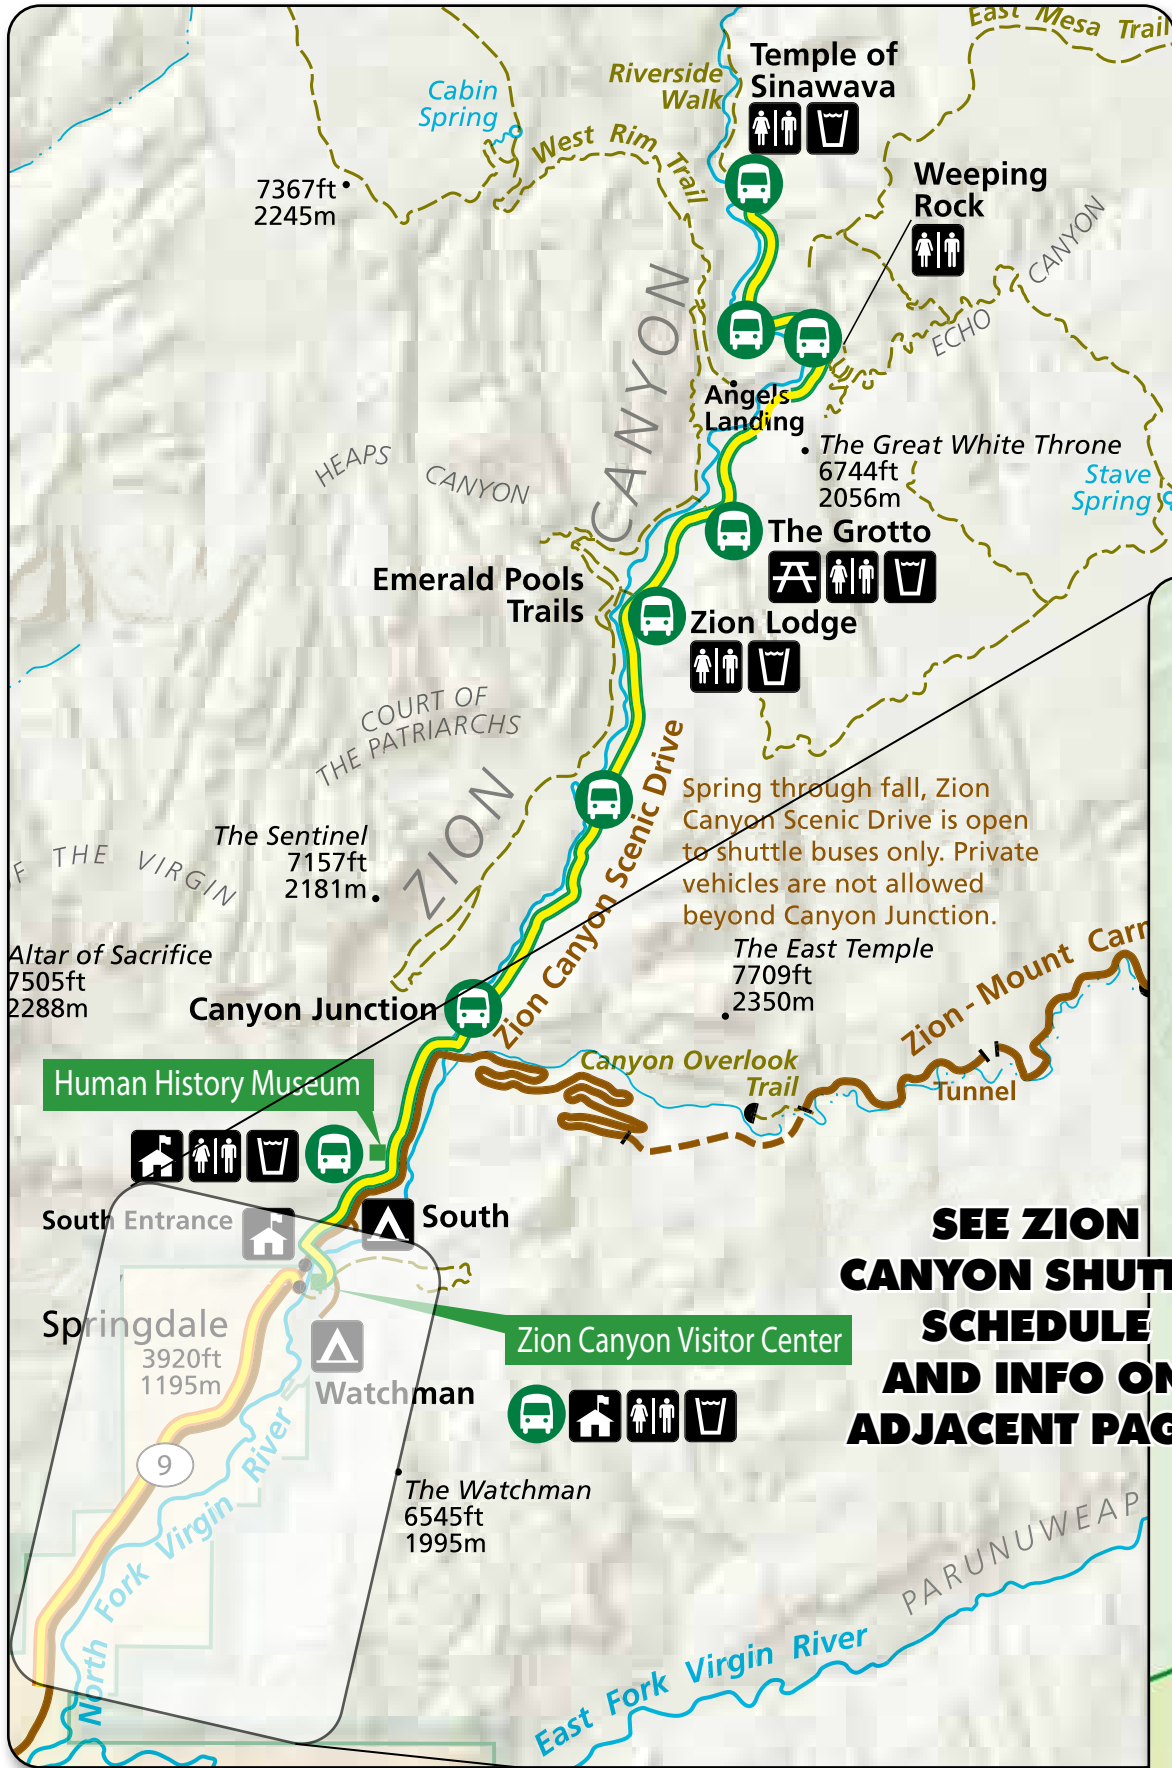 East Mesa Trail
Temple of
Sinawava
Riverside
Walk
Cabin
Spring
West Rim Trail
Weeping
Rock
7367ft
2245m
CANYON
ECHO
CANYON
Angels
Landing
The Great White Throne
6744ft
2056m
Stave
Spring
HEAPS
CANYON
The Grotto
Emerald Pools
Trails
Zion Lodge
COURT OF
THE PATRIARCHS
ZION
Zion Canyon Scenic Drive
Spring through fall, Zion
Canyon Scenic Drive is open
to shuttle buses only. Private
vehicles are not allowed
beyond Canyon Junction.
The Sentinel
7157ft
2181m
F THE VIRGIN
Altar of Sacrifice
7505ft
2288m
The East Temple
7709ft
2350m
Canyon Junction
Zion - Mount Carm
Canyon Overlook
Trail
Tunnel
Human History Museum
South Entrance
South
SEE ZION
CANYON SHUTT
SCHEDULE
AND INFO ON
ADJACENT PAG
Springdale
3920ft
1195m
Zion Canyon Visitor Center
Watchman
9
The Watchman
6545ft
1995m
North Fork Virgin River
PARUNUWEAP
East Fork Virgin River